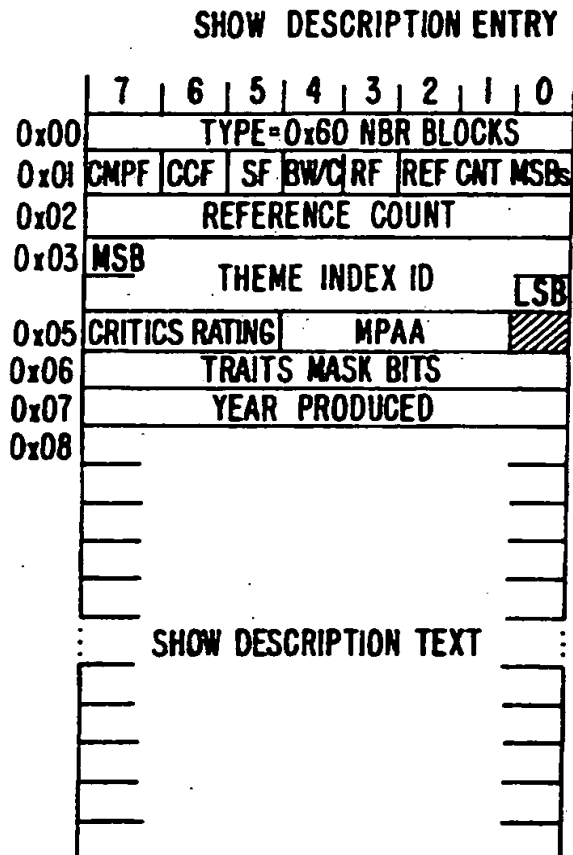 SHOW DESCRIPTION ENTRY
7 6 5 4 3 2 1 0
0x00 TYPE=0x60 NBR BLOCKS
0x01 CMPF CCF SF BW/C RF REF CNT MSBs
0x02 REFERENCE COUNT
0x03 MSB
THEME INDEX ID
LSB
0x05 CRITICS RATING MPAA
0x06 TRAITS MASK BITS
0x07 YEAR PRODUCED
0x08
SHOW DESCRIPTION TEXT